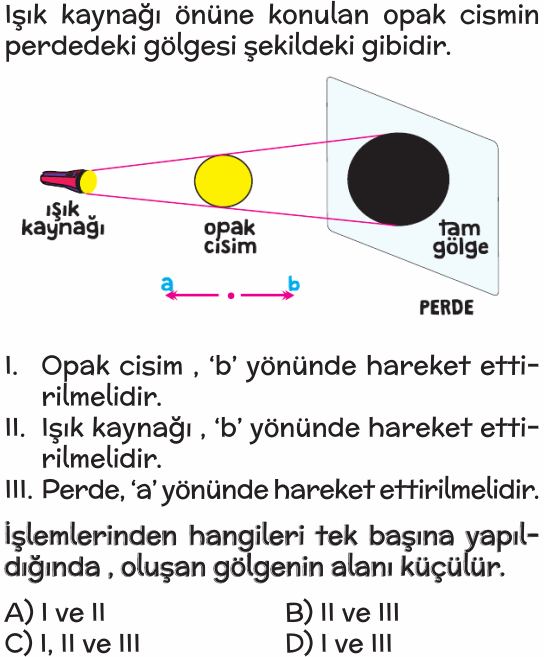 Işık kaynağı önüne konulan opak cismin
perdedeki gölgesi şekildeki gibidir.
ışık
kaynağı
opak
cisim
tam
gölge
a
b
PERDE
I. Opak cisim , ‘b’ yönünde hareket etti-
rilmelidir.
II. Işık kaynağı , ‘b’ yönünde hareket etti-
rilmelidir.
III. Perde, ‘a’ yönünde hareket ettirilmelidir.
İşlemlerinden hangileri tek başına yapıl-
dığında , oluşan gölgenin alanı küçülür.
A) I ve II B) II ve III
C) I, II ve III D) I ve III